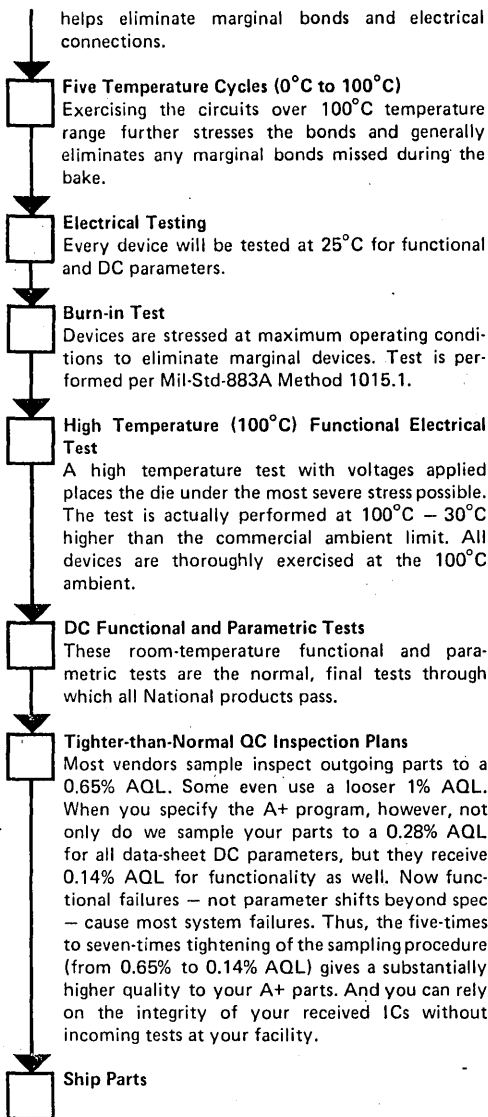 helps eliminate marginal bonds and electrical
connections.
Five Temperature Cycles (0°C to 100°C)
Exercising the circuits over 100°C temperature
range further stresses the bonds and generally
eliminates any marginal bonds missed during the
bake.
Electrical Testing
Every device will be tested at 25°C for functional
and DC parameters.
Burn-in Test
Devices are stressed at maximum operating condi-
tions to eliminate marginal devices. Test is per-
formed per Mil-Std-883A Method 1015.1.
High Temperature (100°C) Functional Electrical
Test
A high temperature test with voltages applied
places the die under the most severe stress possible.
The test is actually performed at 100°C – 30°C
higher than the commercial ambient limit. All
devices are thoroughly exercised at the 100°C
ambient.
DC Functional and Parametric Tests
These room-temperature functional and para-
metric tests are the normal, final tests through
which all National products pass.
Tighter-than-Normal QC Inspection Plans
Most vendors sample inspect outgoing parts to a
0.65% AQL. Some even use a looser 1% AQL.
When you specify the A+ program, however, not
only do we sample your parts to a 0.28% AQL
for all data-sheet DC parameters, but they receive
0.14% AQL for functionality as well. Now func-
tional failures – not parameter shifts beyond spec
– cause most system failures. Thus, the five-times
to seven-times tightening of the sampling procedure
(from 0.65% to 0.14% AQL) gives a substantially
higher quality to your A+ parts. And you can rely
on the integrity of your received ICs without
incoming tests at your facility.
Ship Parts